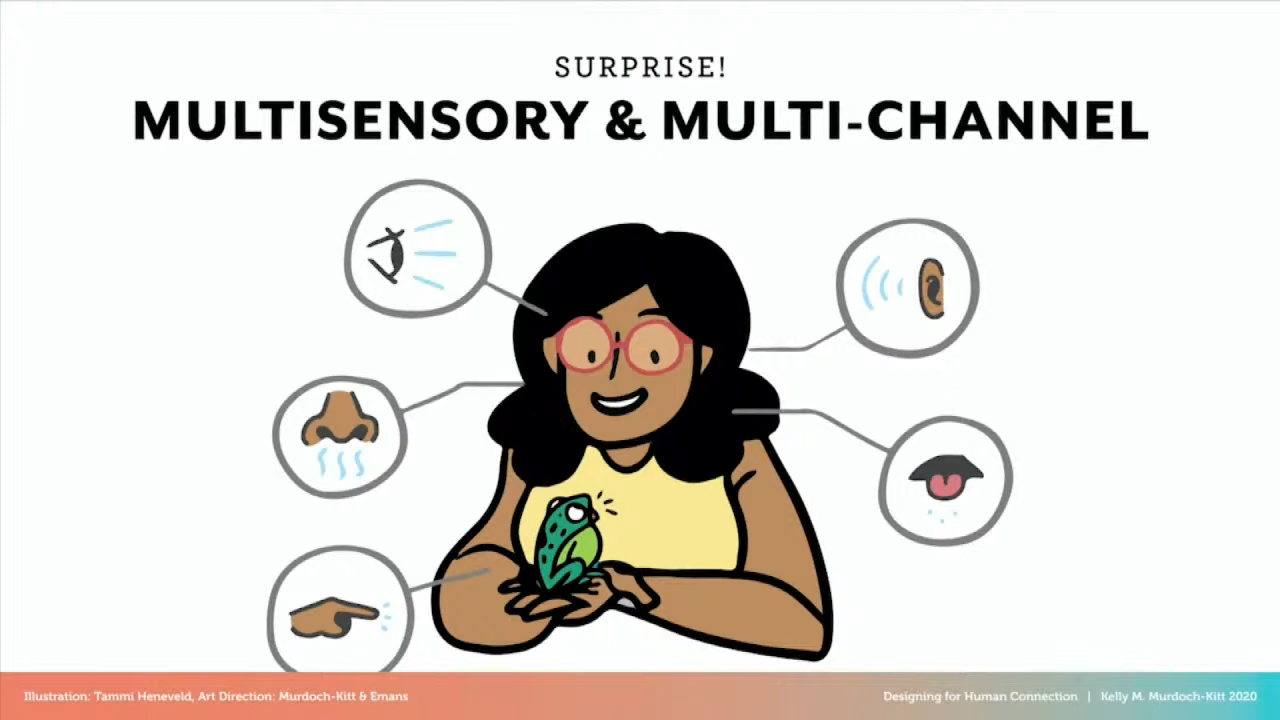 SURPRISE!
MULTISENSORY & MULTI-CHANNEL
Illustration: Tammi Heneveld, Art Direction: Murdoch-Kitt & Emans
Designing for Human Connection | Kelly M. Murdoch-Kitt 2020